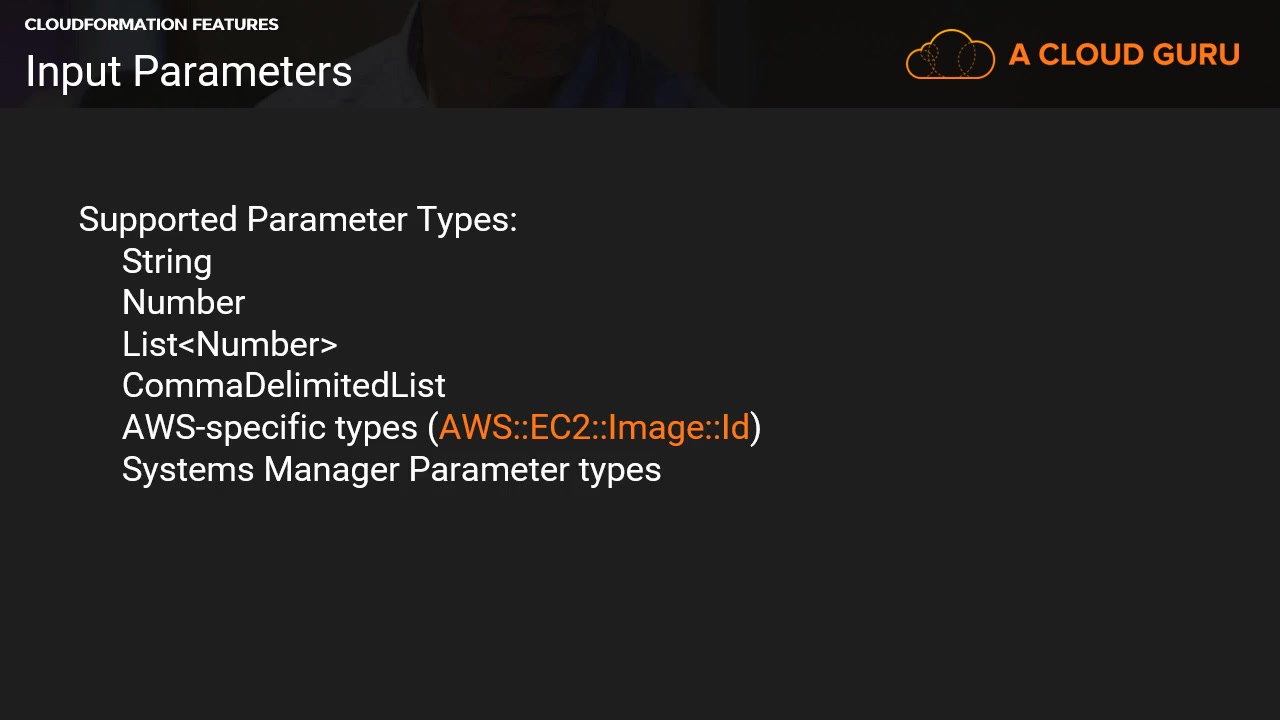 CLOUDFORMATION FEATURES
Input Parameters
A CLOUD GURU
Supported Parameter Types:
String
Number
List<Number>
CommaDelimitedList
AWS-specific types (AWS::EC2::Image::Id)
Systems Manager Parameter types